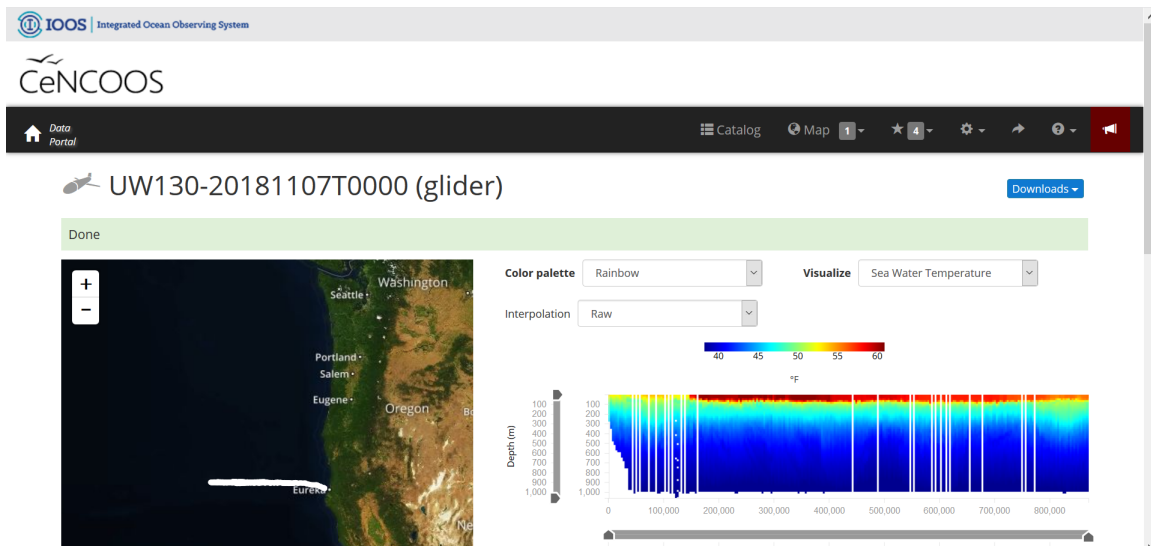 IOOS Integrated Ocean Observing System
CeNCOOS
Data
Portal
Catalog
Map 1
4
UW130-20181107T0000 (glider)
Downloads
Done
+
−
Washington
Seattle
Portland
Salem
Eugene
Oregon
Eureka
Color palette Rainbow
Visualize Sea Water Temperature
Interpolation Raw
40 45 50 55 60
°F
Depth (m)
100 100
200 200
300 300
400 400
500 500
600 600
700 700
800 800
900 900
1,000 1,000
0 100,000 200,000 300,000 400,000 500,000 600,000 700,000 800,000